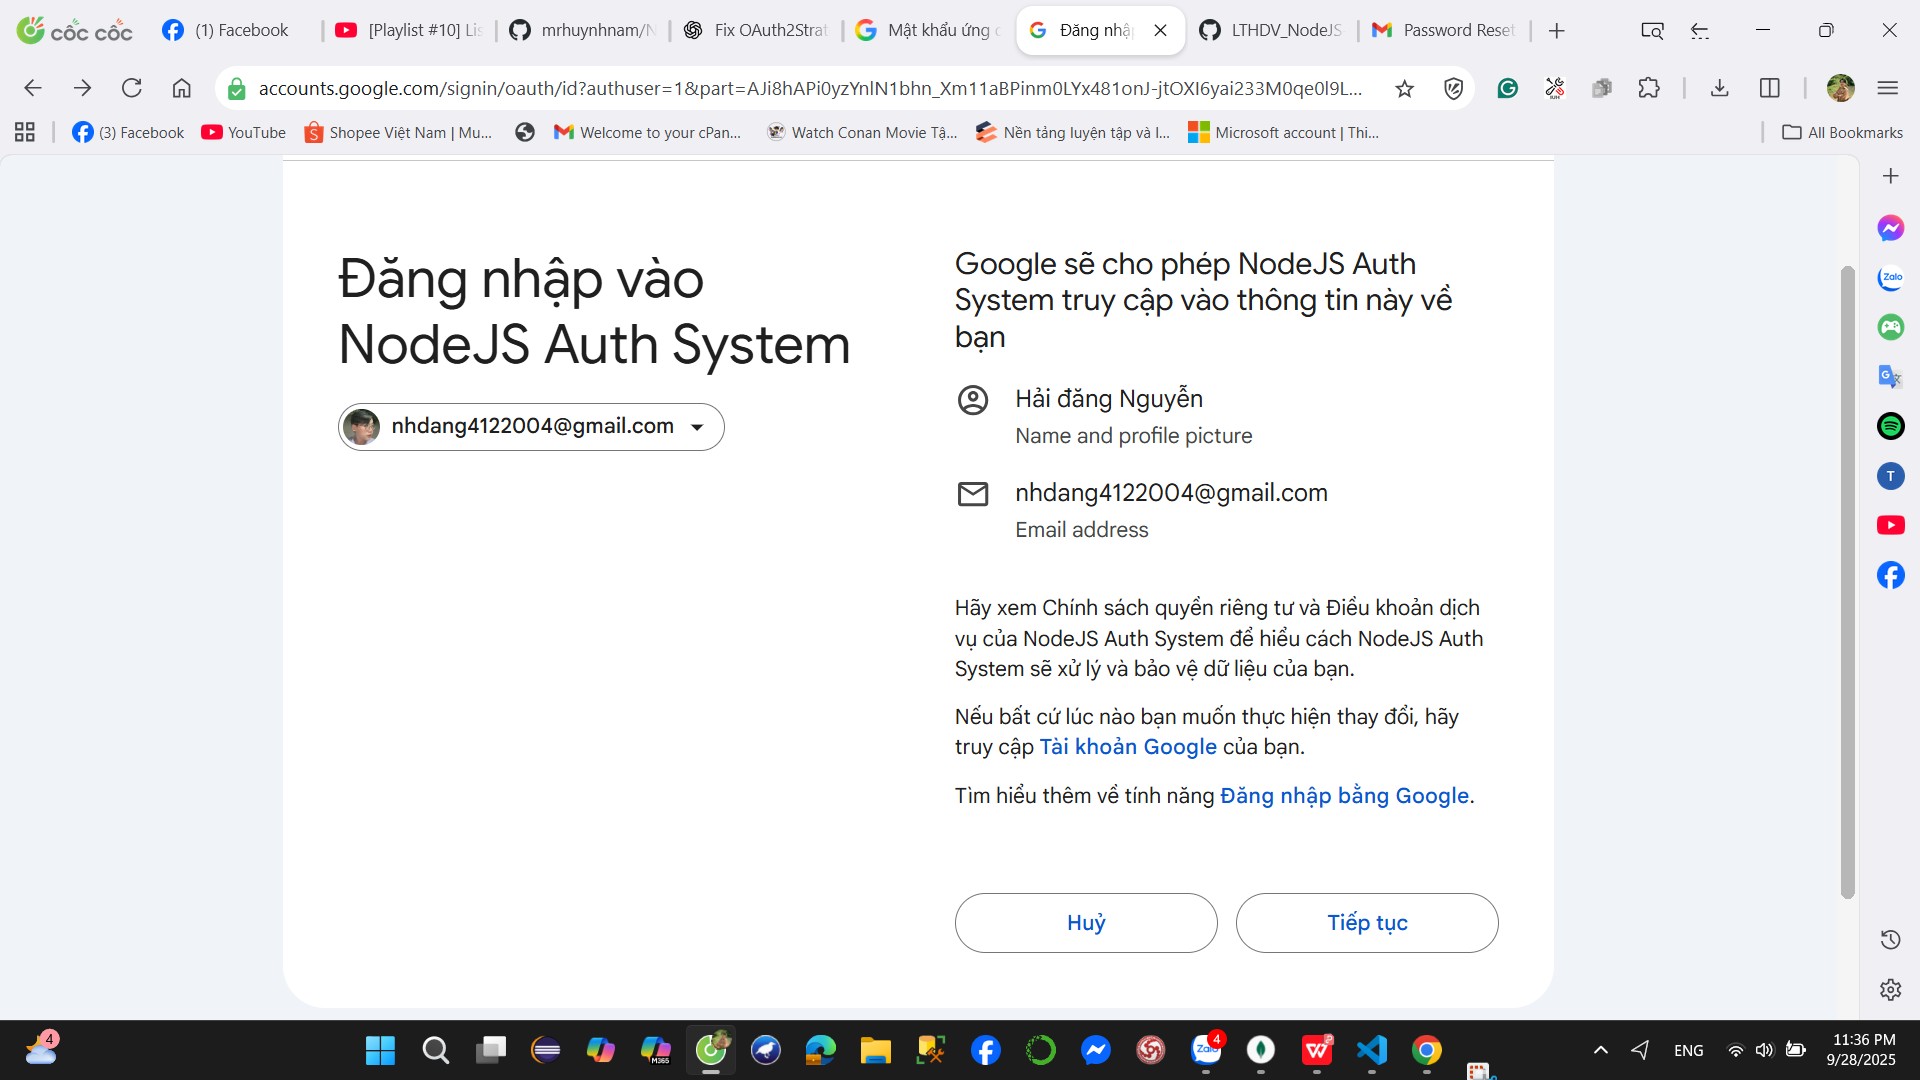 cốc cốc
(1) Facebook
[Playlist #10] Lis
mrhuynhnam/N
Fix OAuth2Strat
Mật khẩu ứng c
Đăng nhậ
LTHDV_NodeJS
Password Reset
accounts.google.com/signin/oauth/id?authuser=1&part=AJi8hAPi0yzYnlN1bhn_Xm11aBPinm0LYx481onJ-jtOXI6yai233M0qe0l9L...
(3) Facebook
YouTube
Shopee Việt Nam | Mu...
Welcome to your cPan...
Watch Conan Movie Tậ...
Nền tảng luyện tập và l...
Microsoft account | Thi...
All Bookmarks
Đăng nhập vào
NodeJS Auth System
nhdang4122004@gmail.com
Google sẽ cho phép NodeJS Auth
System truy cập vào thông tin này về
bạn
Hải đăng Nguyễn
Name and profile picture
nhdang4122004@gmail.com
Email address
Hãy xem Chính sách quyền riêng tư và Điều khoản dịch
vụ của NodeJS Auth System để hiểu cách NodeJS Auth
System sẽ xử lý và bảo vệ dữ liệu của bạn.
Nếu bất cứ lúc nào bạn muốn thực hiện thay đổi, hãy
truy cập Tài khoản Google của bạn.
Tìm hiểu thêm về tính năng Đăng nhập bằng Google.
Huỷ
Tiếp tục
Zalo
T
4
M365
Zalo
4
ENG
11:36 PM
9/28/2025